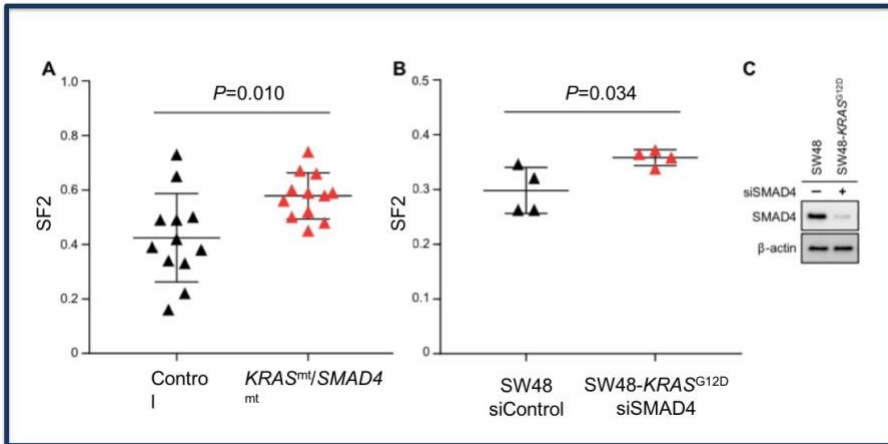 A
P=0.010
1.0
0.8
0.6
0.4
0.2
0
SF2
Contro
l
KRASmt/SMAD4
mt
B
P=0.034
0.5
0.4
0.3
0.2
0.1
0
SF2
SW48
siControl
SW48-KRASG12D
siSMAD4
C
SW48
SW48-KRASG12D
siSMAD4 − +
SMAD4
β-actin